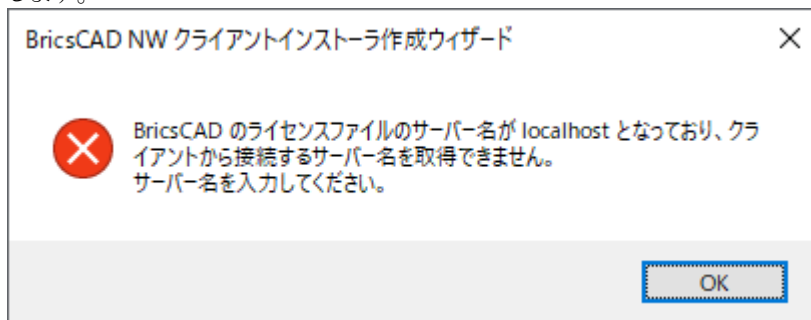 BricsCAD NW クライアントインストーラ作成ウィザード
BricsCAD のライセンスファイルのサーバー名が localhost となっており、クラ
イアントから接続するサーバー名を取得できません。
サーバー名を入力してください。
OK